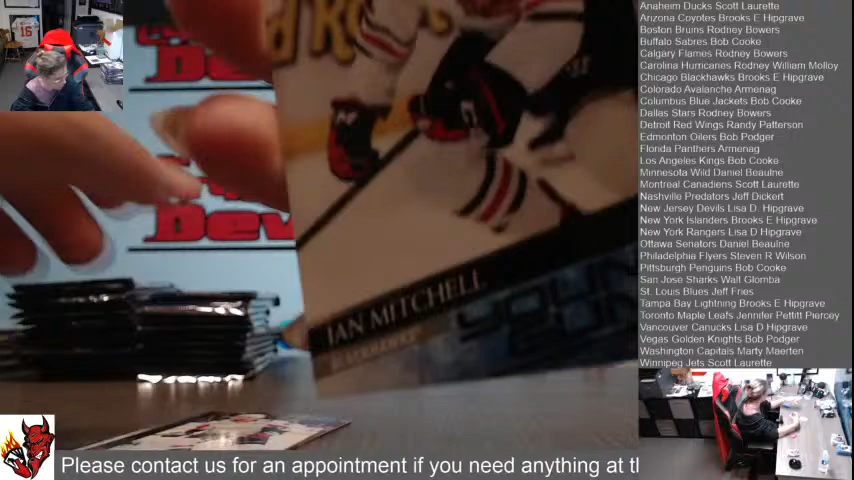 Anaheim Ducks Scott Laurette
Arizona Coyotes Brooks E Hipgrave
Boston Bruins Rodney Bowers
Buffalo Sabres Bob Cooke
Calgary Flames Rodney Bowers
Carolina Hurricanes Rodney William Molloy
Chicago Blackhawks Brooks E Hipgrave
Colorado Avalanche Armenag
Columbus Blue Jackets Bob Cooke
Dallas Stars Rodney Bowers
Detroit Red Wings Randy Patterson
Edmonton Oilers Bob Podger
Florida Panthers Armenag
Los Angeles Kings Bob Cooke
Minnesota Wild Daniel Beaulne
Montreal Canadiens Scott Laurette
Nashville Predators Jeff Dickert
New Jersey Devils Lisa D. Hipgrave
New York Islanders Brooks E Hipgrave
New York Rangers Lisa D Hipgrave
Ottawa Senators Daniel Beaulne
Philadelphia Flyers Steven R Wilson
Pittsburgh Penguins Bob Cooke
San Jose Sharks Walt Glomba
St. Louis Blues Jeff Fries
Tampa Bay Lightning Brooks E Hipgrave
Toronto Maple Leafs Jennifer Pettitt Piercey
Vancouver Canucks Lisa D Hipgrave
Vegas Golden Knights Bob Podger
Washington Capitals Marty Maerten
Winnipeg Jets Scott Laurette
16
De
Dev
IAN MITCHELL
YOUN
GUN
Please contact us for an appointment if you need anything at tl